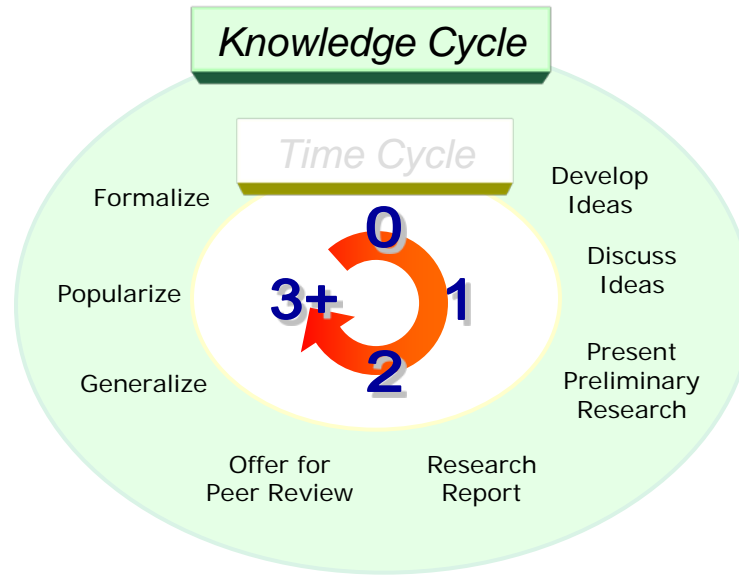 Knowledge Cycle
Time Cycle
Develop
Ideas
Discuss
Ideas
Present
Preliminary
Research
Research
Report
Offer for
Peer Review
Generalize
Popularize
Formalize
0
1
2
3+